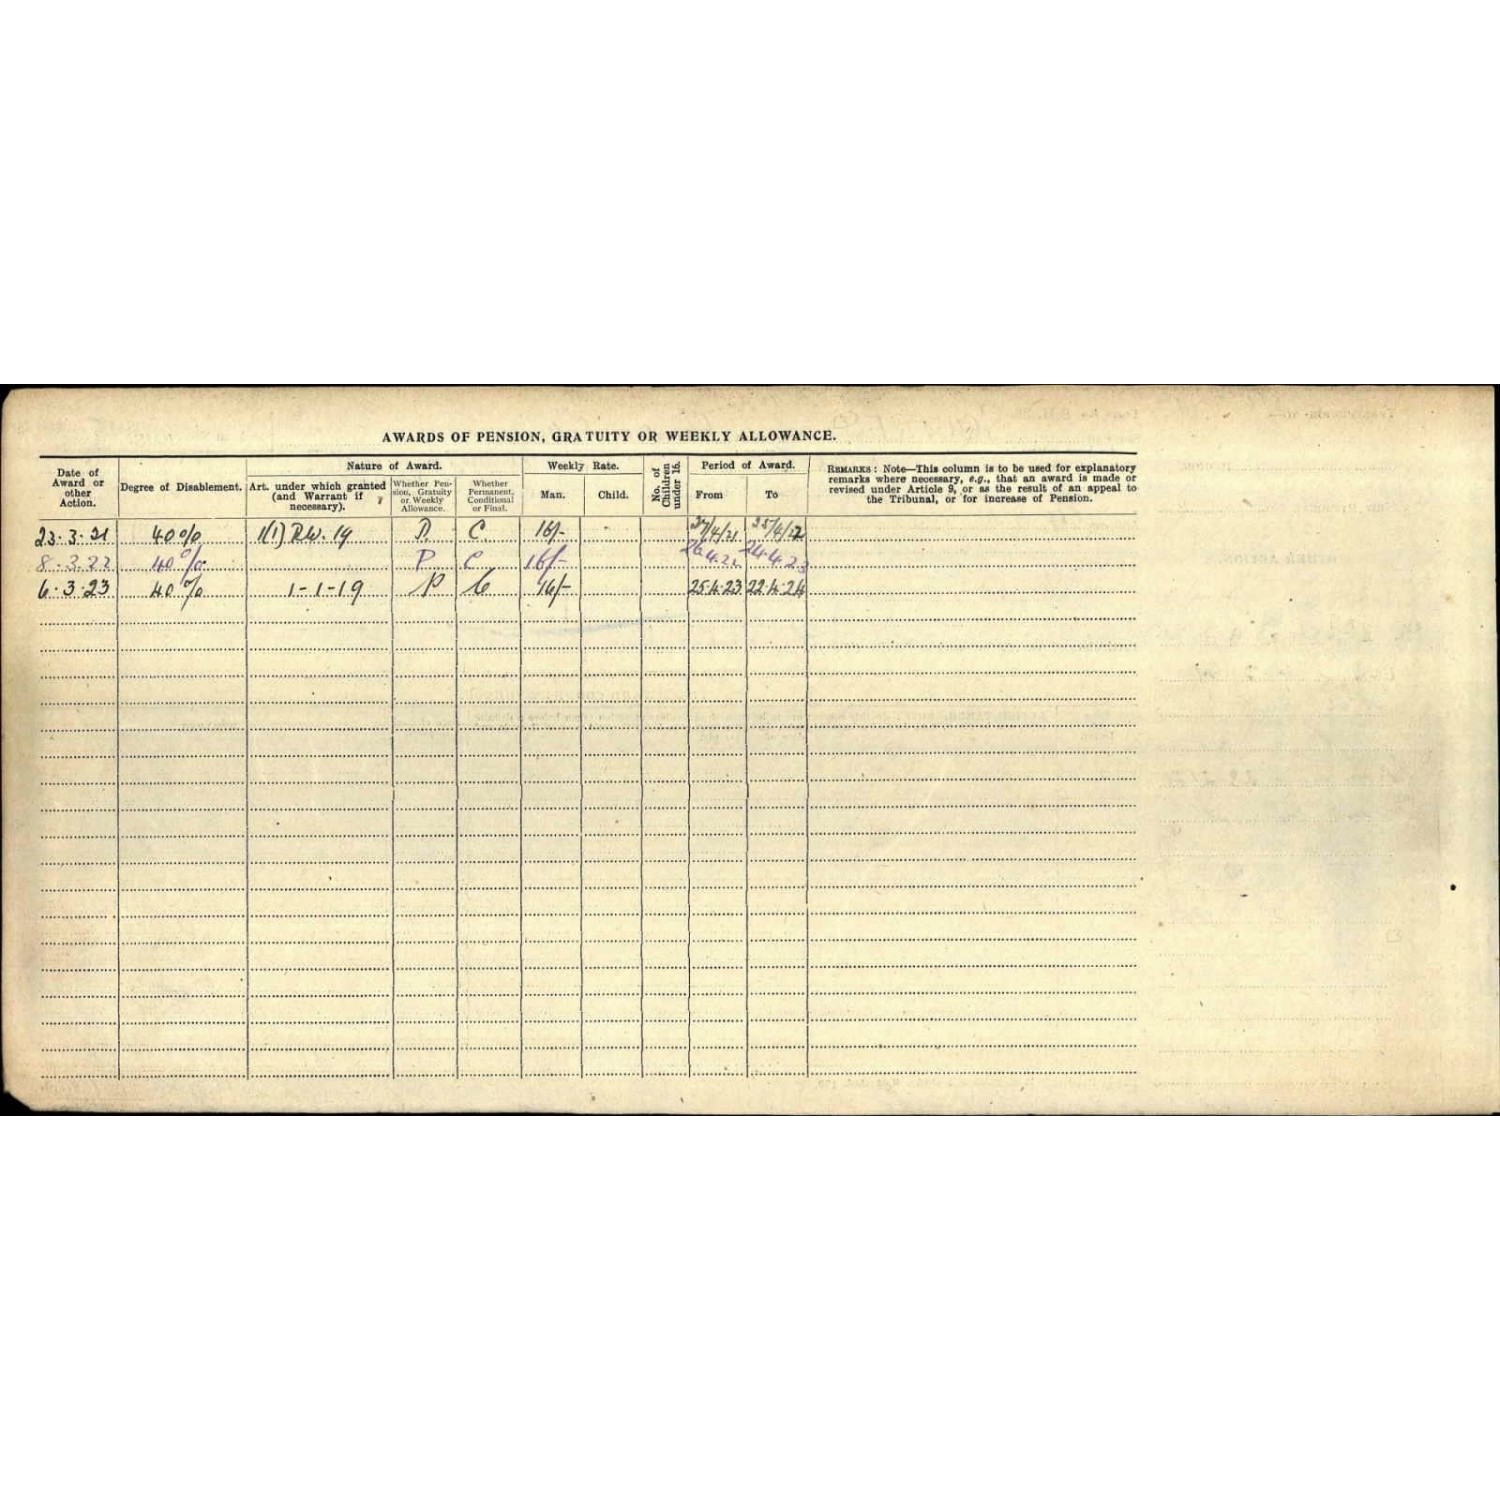 AWARDS OF PENSION, GRATUITY OR WEEKLY ALLOWANCE.
Date of Award or other Action.
Degree of Disablement.
Nature of Award.
Art. under which granted (and Warrant if necessary).
Whether Pension, Gratuity or Weekly Allowance.
Whether Permanent, Conditional or Final.
Weekly Rate.
Man.
Child.
No. of Children under 16.
Period of Award.
From
To
REMARKS: Note—This column is to be used for explanatory
remarks where necessary, e.g., that an award is made or
revised under Article 9, or as the result of an appeal to
the Tribunal, or for increase of Pension.
23.3.21 40% 1(1) R.W. 19 P. C. 16/- 27/4/21 25/4/22
8.3.22 40% P C 16/- 26.4.22 24.4.23
6.3.23 40% 1-1-19 P C 16/- 25.4.23 22.4.24